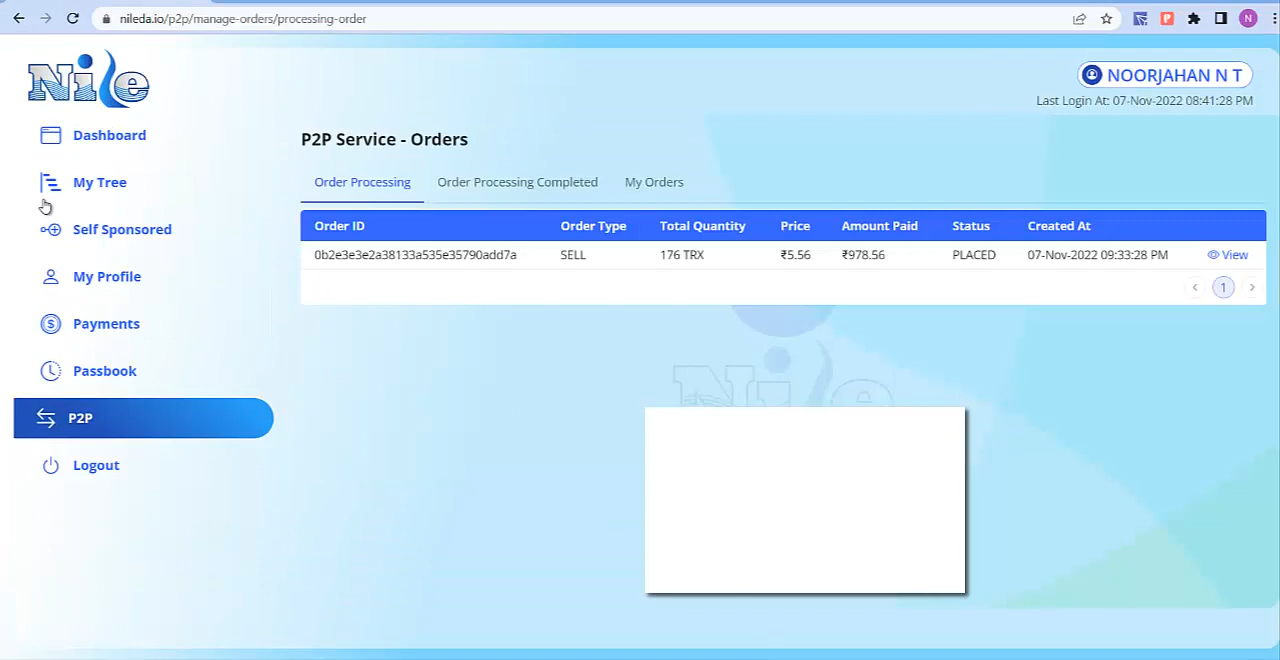 nileda.io/p2p/manage-orders/processing-order
N
Nile
NOORJAHAN N T
Last Login At: 07-Nov-2022 08:41:28 PM
Dashboard
My Tree
Self Sponsored
My Profile
Payments
Passbook
P2P
Logout
P2P Service - Orders
Order Processing Order Processing Completed My Orders
Order ID Order Type Total Quantity Price Amount Paid Status Created At
0b2e3e3e2a38133a535e35790add7a SELL 176 TRX ₹5.56 ₹978.56 PLACED 07-Nov-2022 09:33:28 PM View
1
Nile